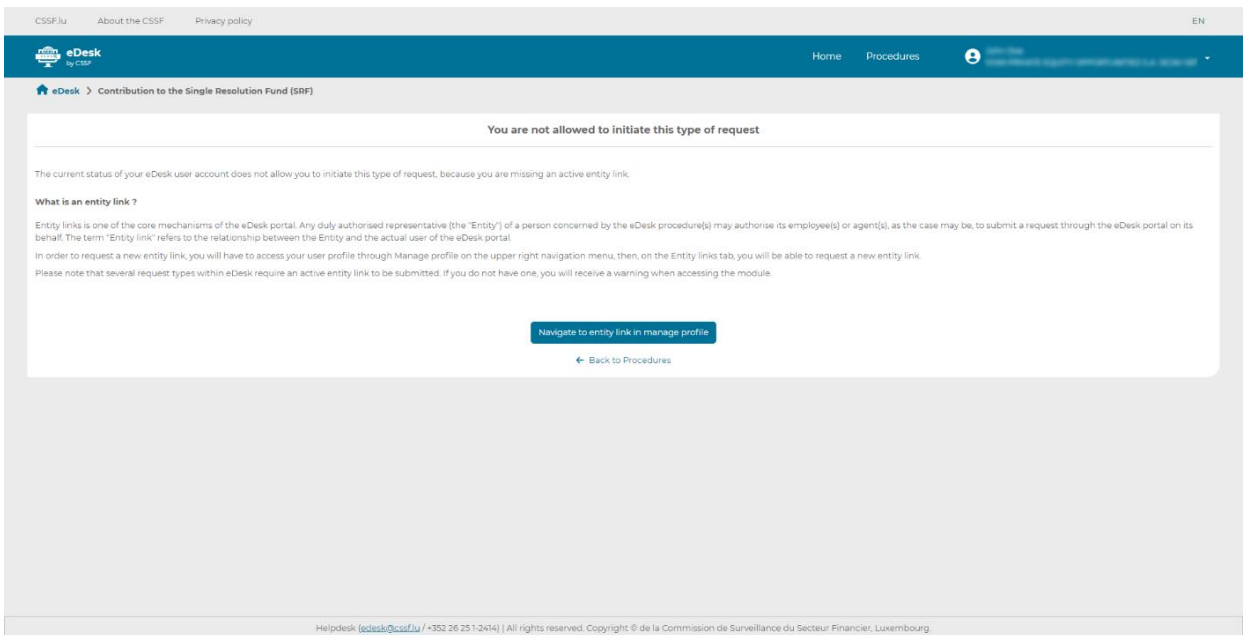 CSSF.lu About the CSSF Privacy policy EN
eDesk
by CSSF
Home Procedures
eDesk > Contribution to the Single Resolution Fund (SRF)
You are not allowed to initiate this type of request
The current status of your eDesk user account does not allow you to initiate this type of request, because you are missing an active entity link.
What is an entity link ?
Entity links is one of the core mechanisms of the eDesk portal. Any duly authorised representative (the "Entity") of a person concerned by the eDesk procedure(s) may authorise its employee(s) or agent(s), as the case may be, to submit a request through the eDesk portal on its
behalf. The term "Entity link" refers to the relationship between the Entity and the actual user of the eDesk portal.
In order to request a new entity link, you will have to access your user profile through Manage profile on the upper right navigation menu, then, on the Entity links tab, you will be able to request a new entity link.
Please note that several request types within eDesk require an active entity link to be submitted. If you do not have one, you will receive a warning when accessing the module.
Navigate to entity link in manage profile
← Back to Procedures
Helpdesk (edesk@cssf.lu / +352 26 25 1-2414) | All rights reserved. Copyright © de la Commission de Surveillance du Secteur Financier, Luxembourg.